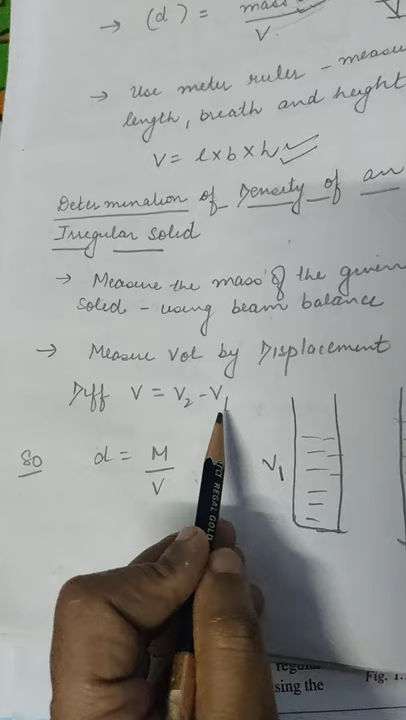 → (d) = mass
V
→ Use meter ruler - measure
length, breath and height
V = l×b×h
Determination of Density of an
Irregular solid
→ Measure the mass of the given
solid - using beam balance
→ Measure Vol by Displacement
Diff V = V₂ - V₁
So d = M
V
V₁
REGAL GOLD
sing the
Fig. 1.